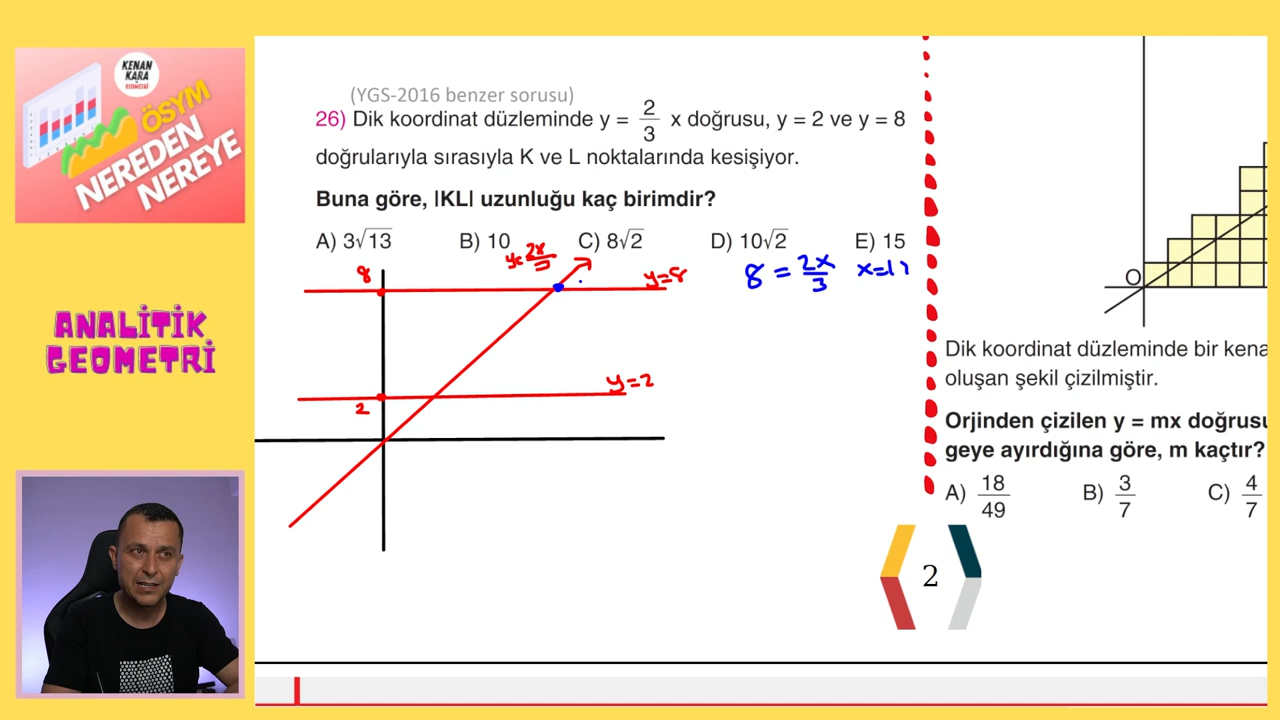 KENAN
KARA
GEOMETRİ
ÖSYM
NEREDEN
NEREYE
ANALİTİK
GEOMETRİ
(YGS-2016 benzer sorusu)
26) Dik koordinat düzleminde y = 2/3 x doğrusu, y = 2 ve y = 8
doğrularıyla sırasıyla K ve L noktalarında kesişiyor.
Buna göre, |KL| uzunluğu kaç birimdir?
A) 3√13 B) 10 C) 8√2 D) 10√2 E) 15
8
y=8
8 = 2x/3 x=1
y=2
2
O
Dik koordinat düzleminde bir kena
oluşan şekil çizilmiştir.
Orjinden çizilen y = mx doğrusu
geye ayırdığına göre, m kaçtır?
A) 18/49 B) 3/7 C) 4/7
2